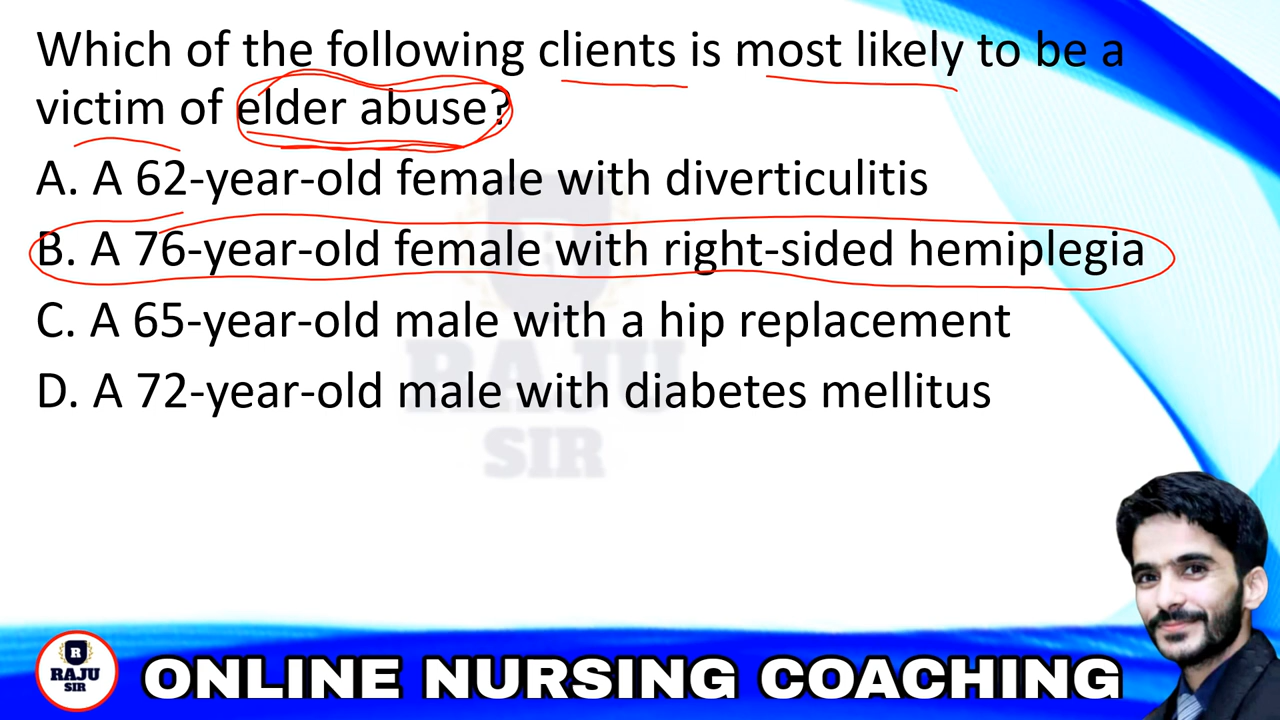 Which of the following clients is most likely to be a
victim of elder abuse?
A. A 62-year-old female with diverticulitis
B. A 76-year-old female with right-sided hemiplegia
C. A 65-year-old male with a hip replacement
D. A 72-year-old male with diabetes mellitus
RAJU
SIR
R
RAJU
SIR
ONLINE NURSING COACHING